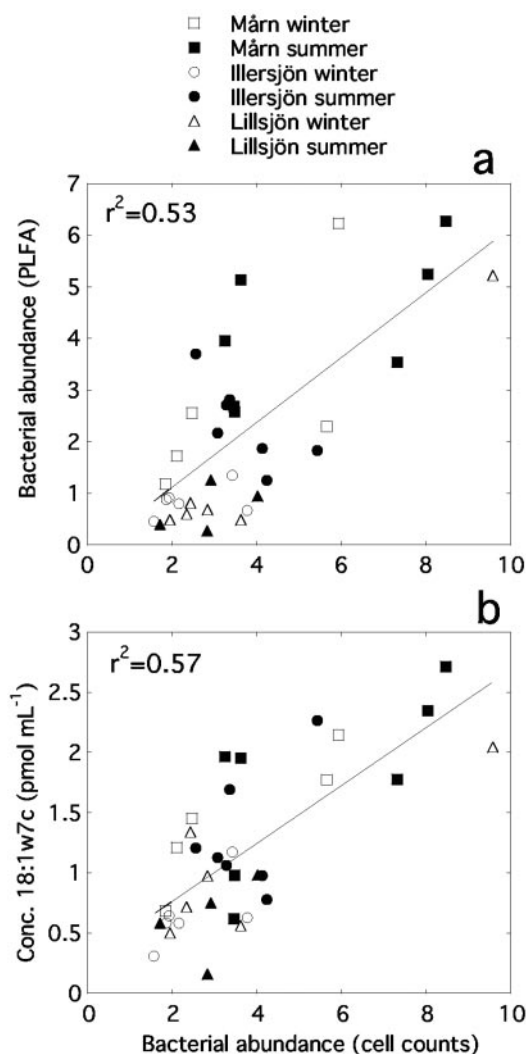 Mårn winter
Mårn summer
Illersjön winter
Illersjön summer
Lillsjön winter
Lillsjön summer
a
r²=0.53
Bacterial abundance (PLFA)
7
6
5
4
3
2
1
0
0 2 4 6 8 10
b
r²=0.57
Conc. 18:1w7c (pmol mL⁻¹)
3
2.5
2
1.5
1
0.5
0
0 2 4 6 8 10
Bacterial abundance (cell counts)